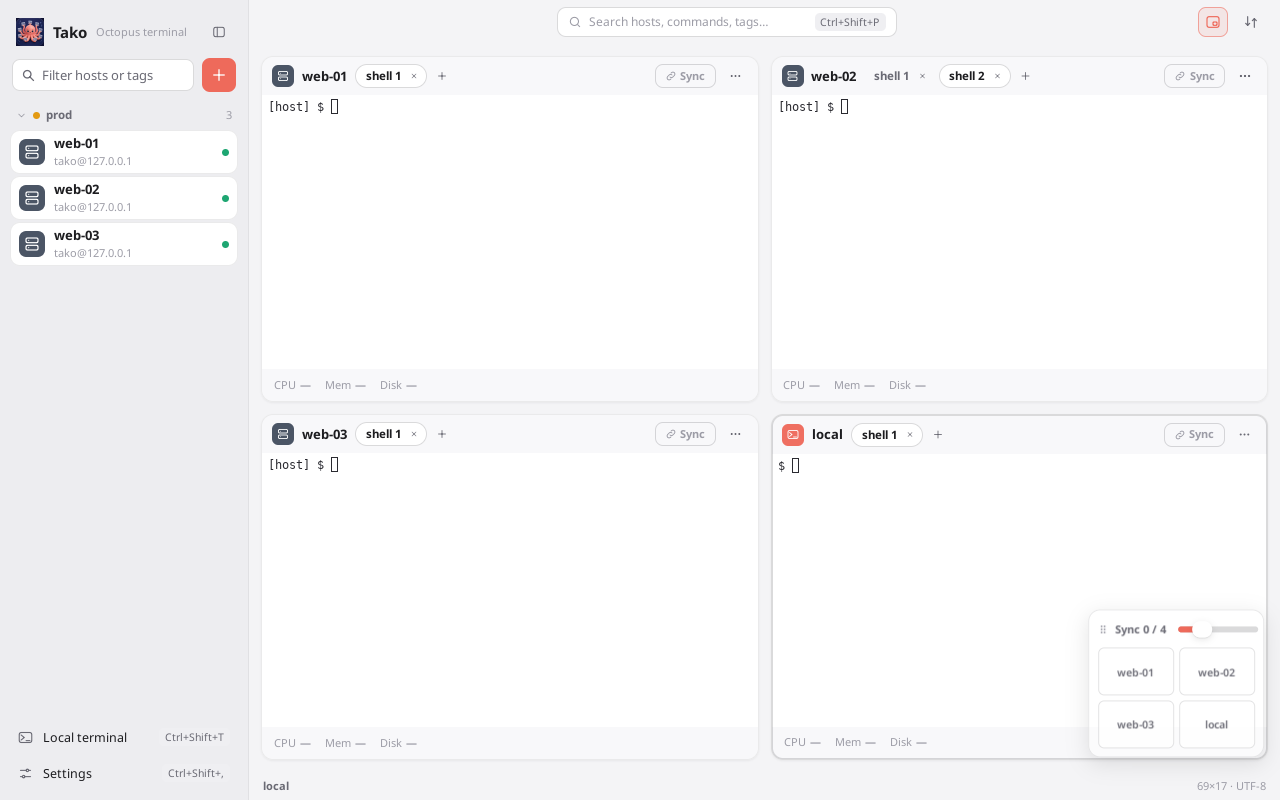 Tako Octopus terminal
Search hosts, commands, tags... Ctrl+Shift+P
Filter hosts or tags
prod 3
web-01
tako@127.0.0.1
web-02
tako@127.0.0.1
web-03
tako@127.0.0.1
Local terminal Ctrl+Shift+T
Settings Ctrl+Shift+,
web-01 shell 1 × + Sync ...
[host] $
CPU — Mem — Disk —
web-02 shell 1 × shell 2 × + Sync ...
[host] $
CPU — Mem — Disk —
web-03 shell 1 × + Sync ...
[host] $
CPU — Mem — Disk —
local shell 1 × + Sync ...
$
CPU — Mem — Disk —
Sync 0 / 4
web-01 web-02
web-03 local
local 69×17 · UTF-8